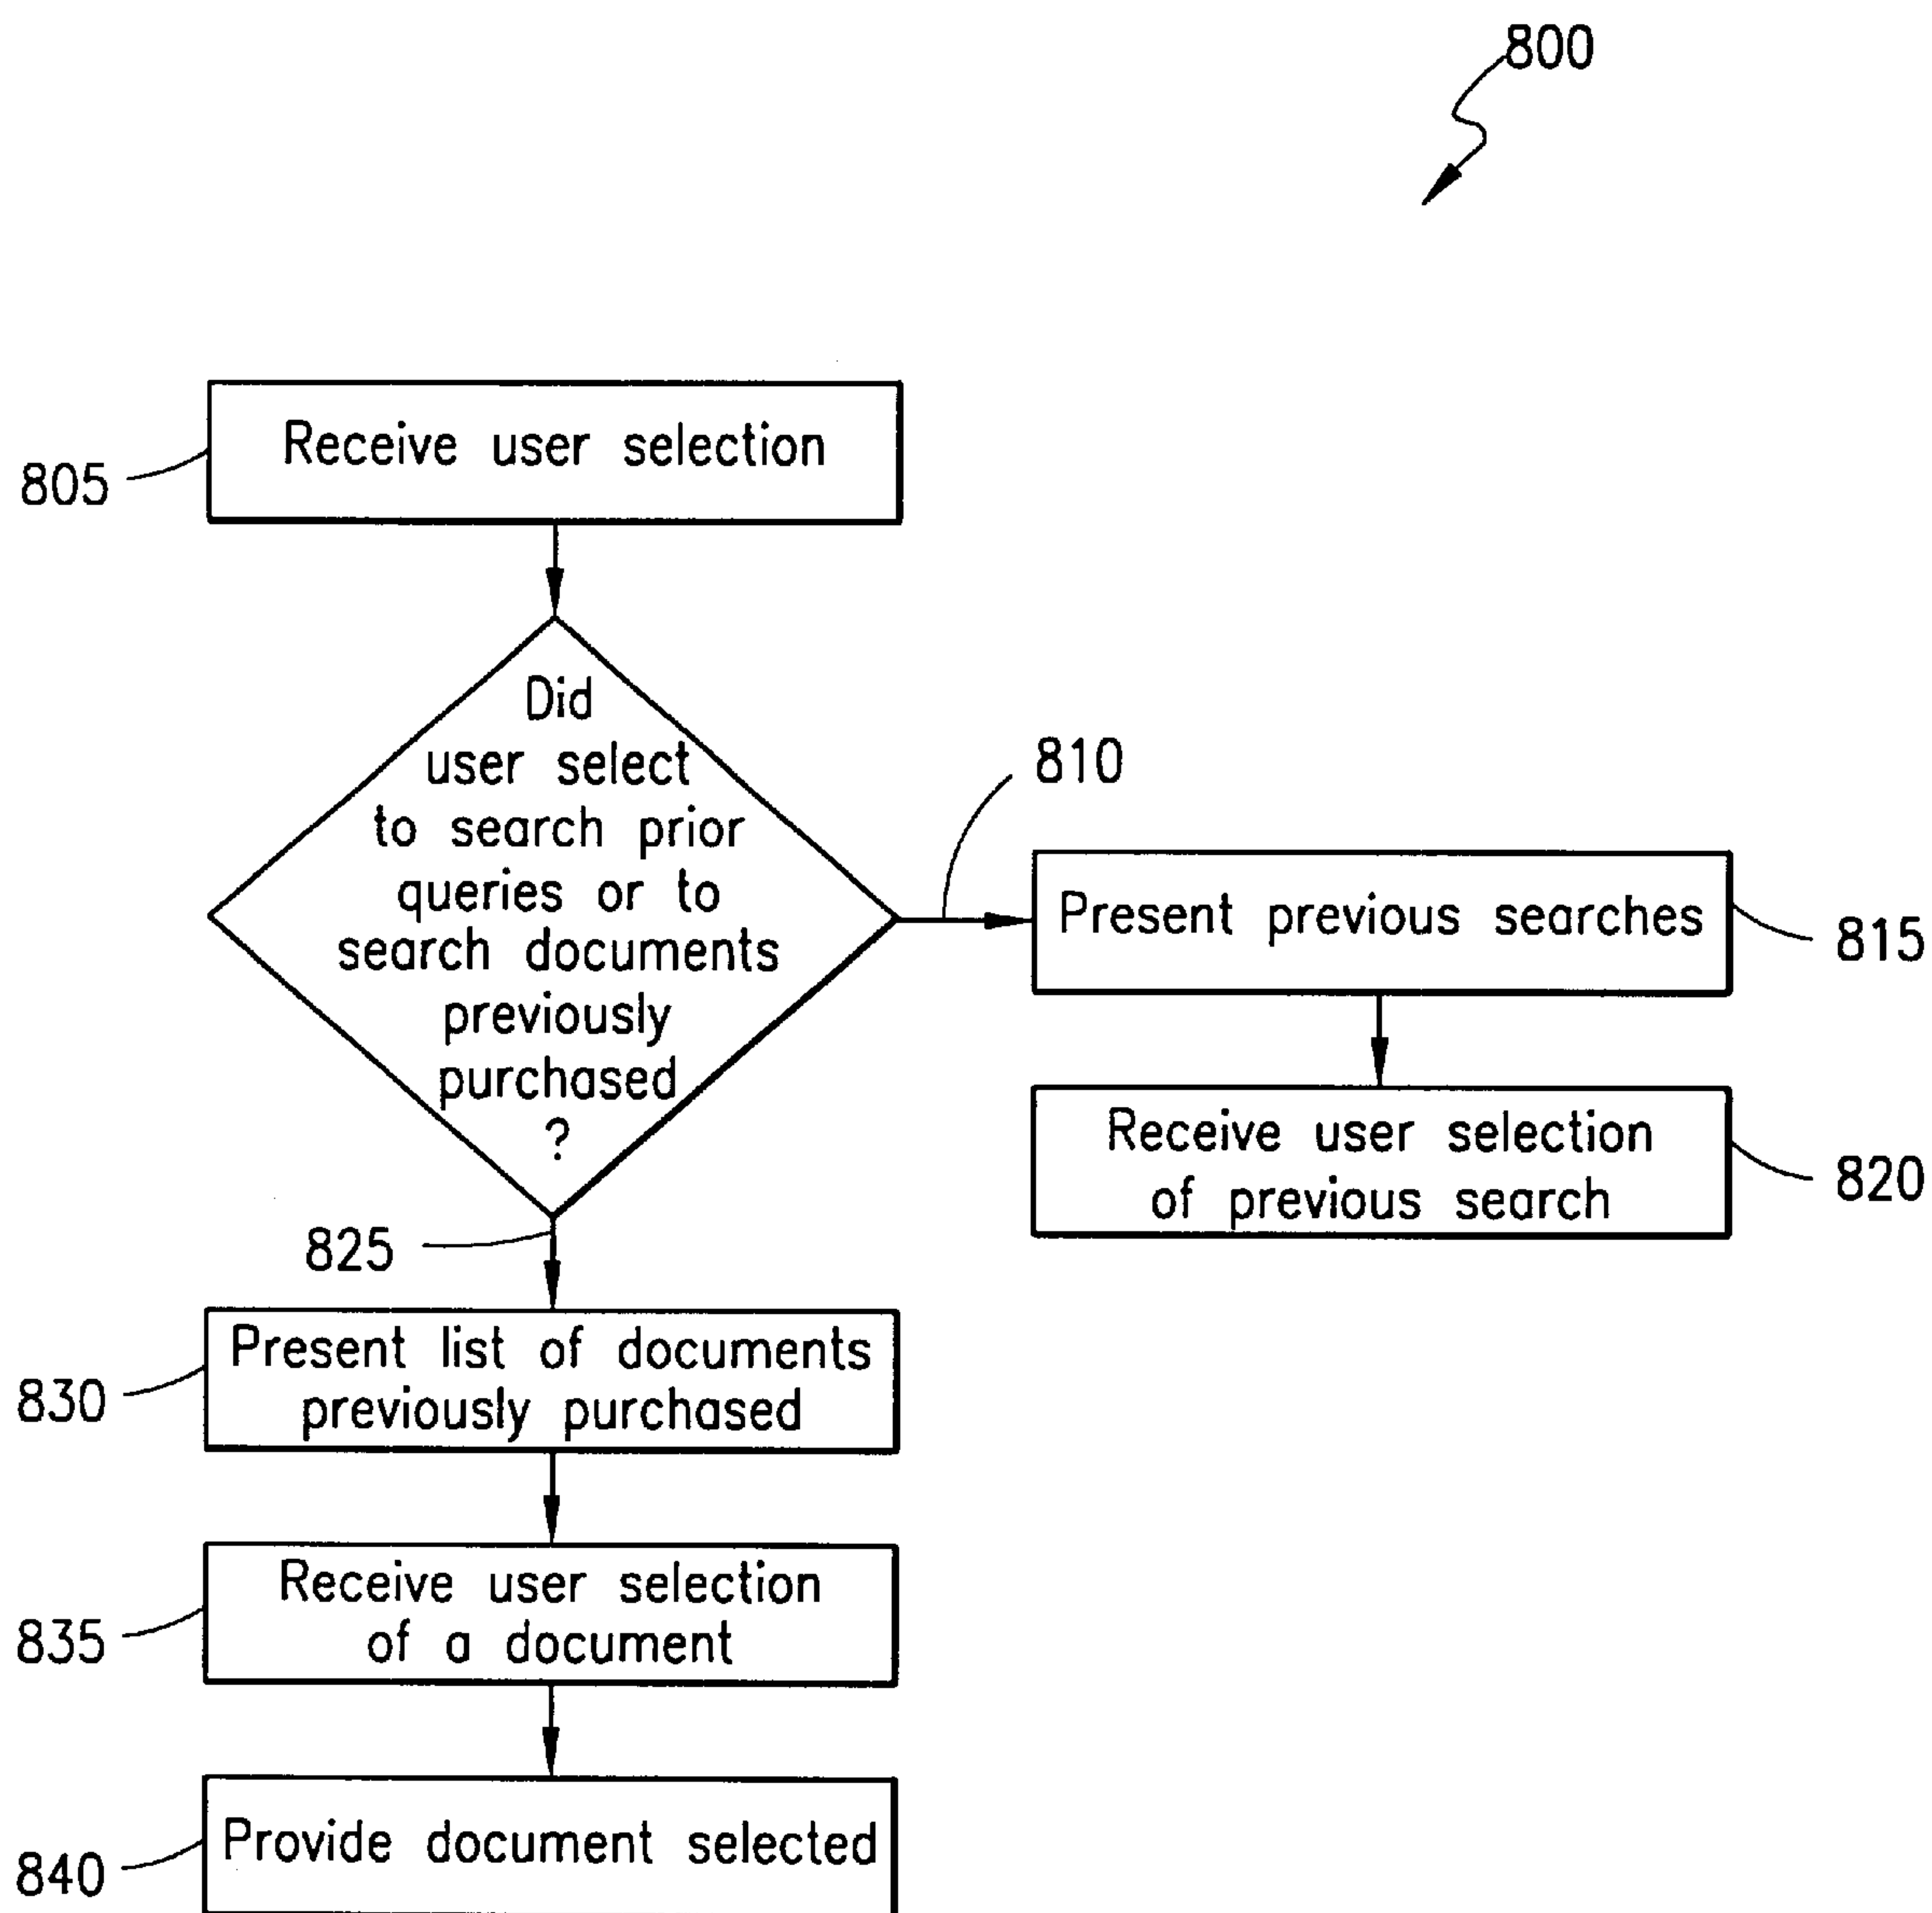 800
Receive user selection
805
Did
user select
to search prior
queries or to
search documents
previously
purchased
?
810
Present previous searches
815
Receive user selection
of previous search
820
825
Present list of documents
previously purchased
830
Receive user selection
of a document
835
Provide document selected
840